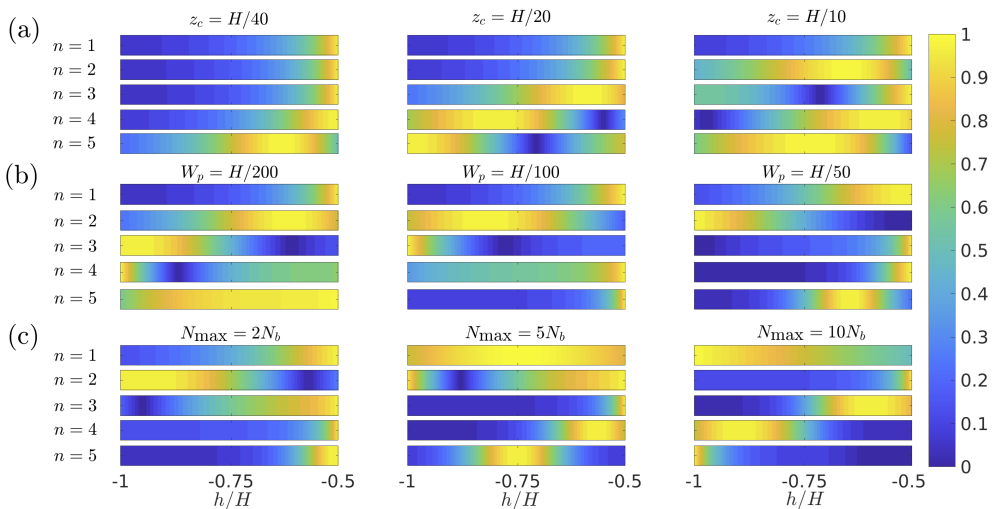 (a) z_c = H/40 z_c = H/20 z_c = H/10
n = 1
n = 2
n = 3
n = 4
n = 5
(b) W_p = H/200 W_p = H/100 W_p = H/50
n = 1
n = 2
n = 3
n = 4
n = 5
(c) N_max = 2N_b N_max = 5N_b N_max = 10N_b
n = 1
n = 2
n = 3
n = 4
n = 5
-1 -0.75 -0.5 -1 -0.75 -0.5 -1 -0.75 -0.5
h/H h/H h/H
1
0.9
0.8
0.7
0.6
0.5
0.4
0.3
0.2
0.1
0